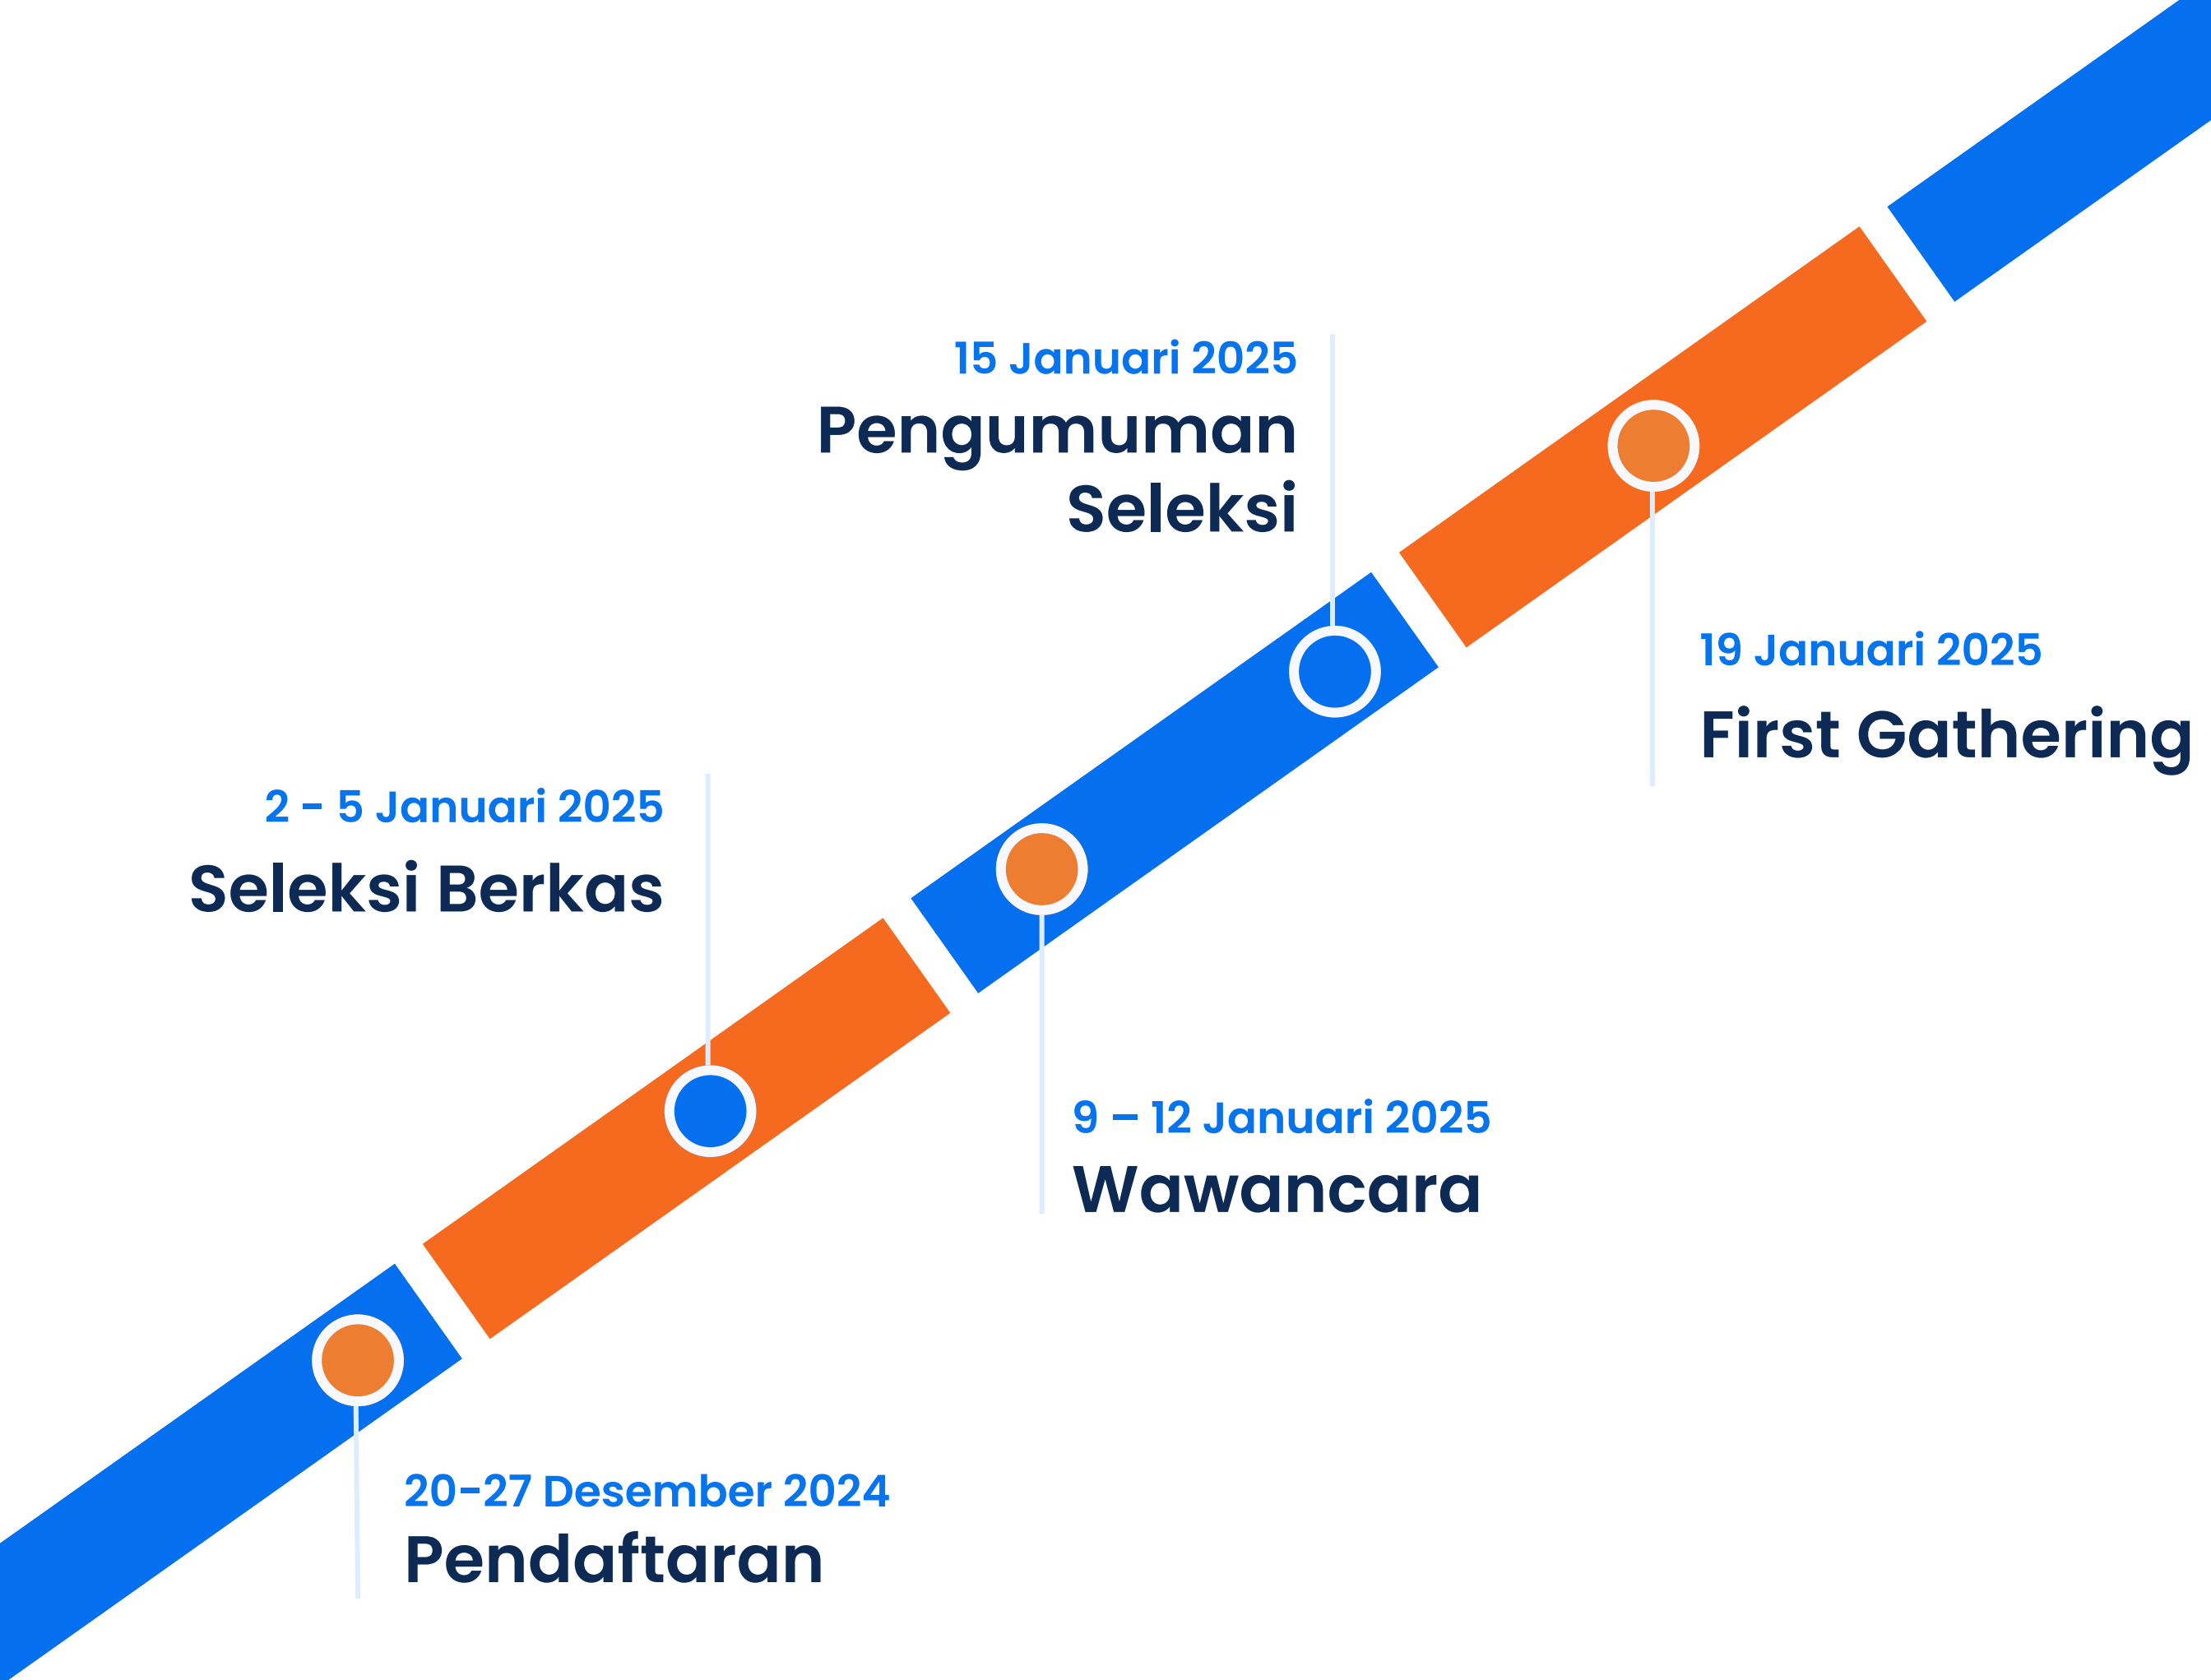 15 Januari 2025
Pengumuman
Seleksi
19 Januari 2025
First Gathering
2 - 5 Januari 2025
Seleksi Berkas
9 – 12 Januari 2025
Wawancara
20–27 Desember 2024
Pendaftaran